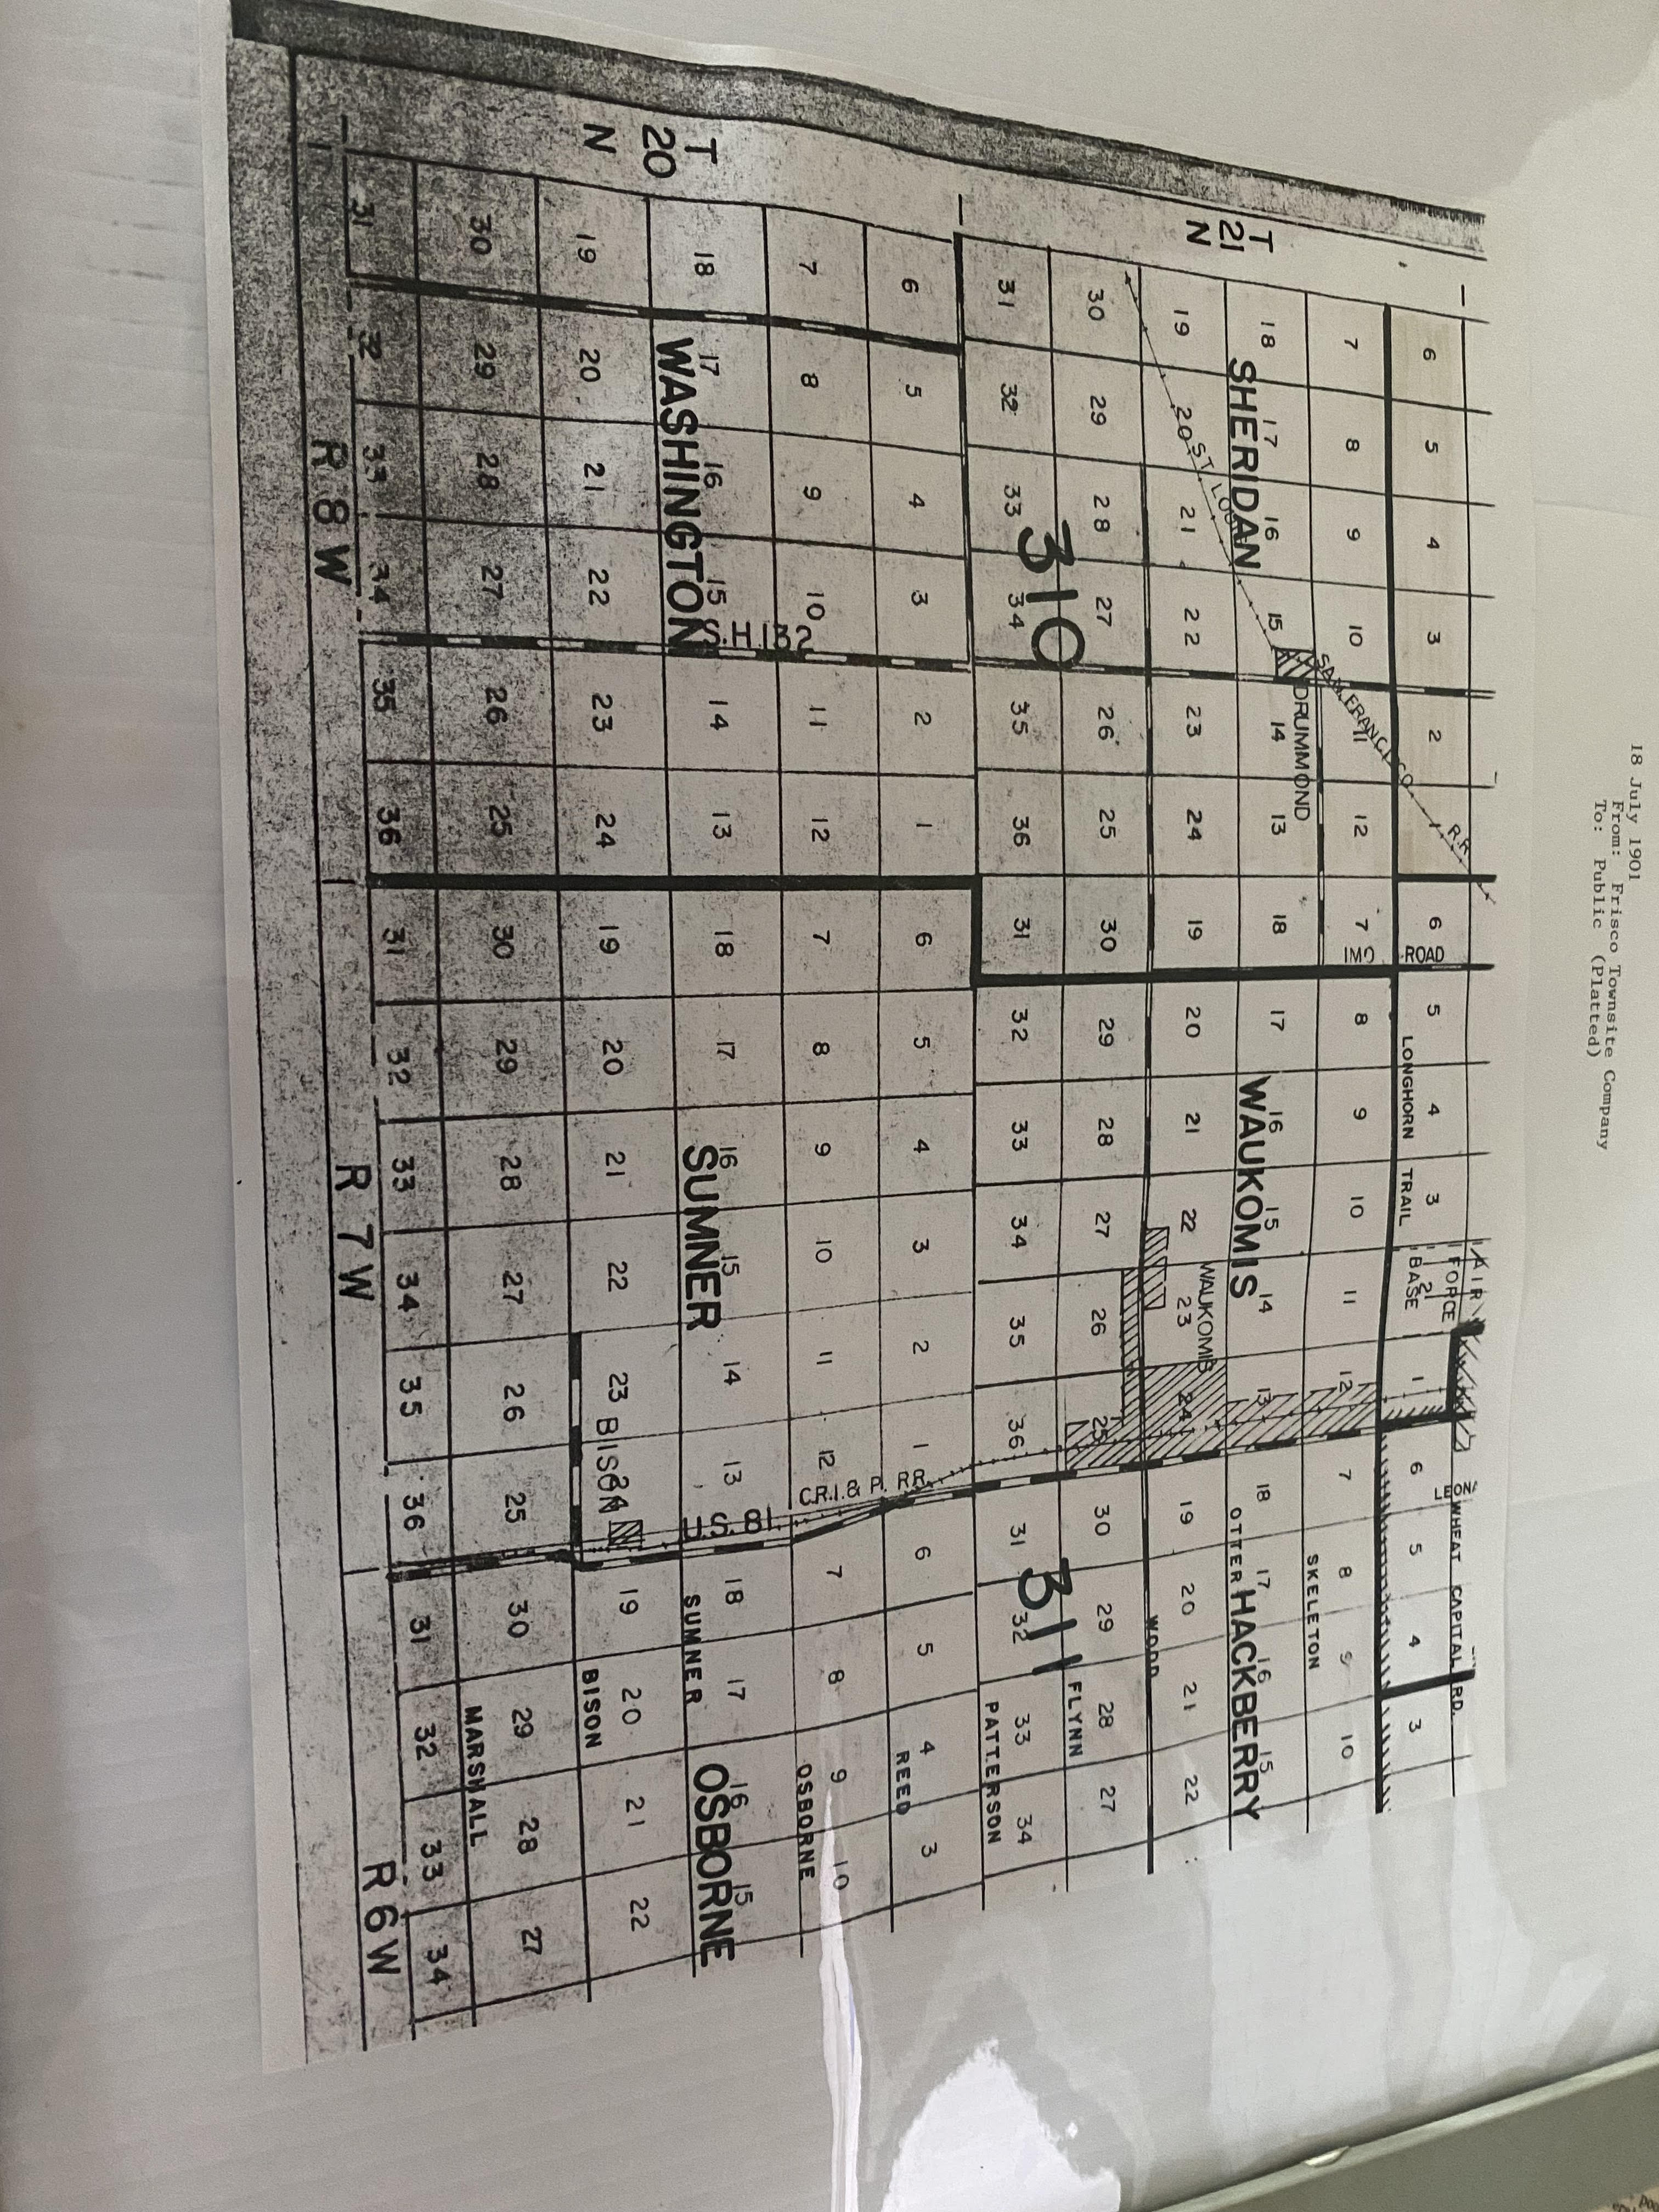 18 July 1901
From: Frisco Townsite Company
To: Public (Platted)
AIR
FORCE
BASE
WHEAT CAPITAL RD.
R.R.
6 5 4 3 2 1 6 5 4 3 2 1 6 5 4 3
IMO ROAD
LONGHORN TRAIL
T
21
N
7 8 9 10 11 12 7 8 9 10 11 12 7 8 9 10
SAN FRANCISCO
SKELETON
DRUMMOND
18 17 16 15 14 13 18 17 16 15 14 13 18 17 16 15
SHERIDAN
WAUKOMIS
OTTER
HACKBERRY
ST. LOUIS
WAUKOMIS
19 20 21 22 23 24 19 20 21 22 23 24 19 20 21 22
WOOD
30 29 28 27 26 25 30 29 28 27 26 25 30 29 28 27
FLYNN
310
311
31 32 33 34 35 36 31 32 33 34 35 36 31 32 33 34
PATTERSON
6 5 4 3 2 1 6 5 4 3 2 1 6 5 4 3
REED
C.R.I. & P. RR.
7 8 9 10 11 12 7 8 9 10 11 12 7 8 9 10
OSBORNE
S.H. 132
U.S. 81
T
20
N
18 17 16 15 14 13 18 17 16 15 14 13 18 17 16 15
WASHINGTON
SUMNER
SUMNER
OSBORNE
19 20 21 22 23 24 19 20 21 22 23 24 19 20 21 22
BISON
BISON
30 29 28 27 26 25 30 29 28 27 26 25 30 29 28 27
MARSHALL
31 32 33 34 35 36 31 32 33 34 35 36 31 32 33 34
R 8 W
R 7 W
R 6 W